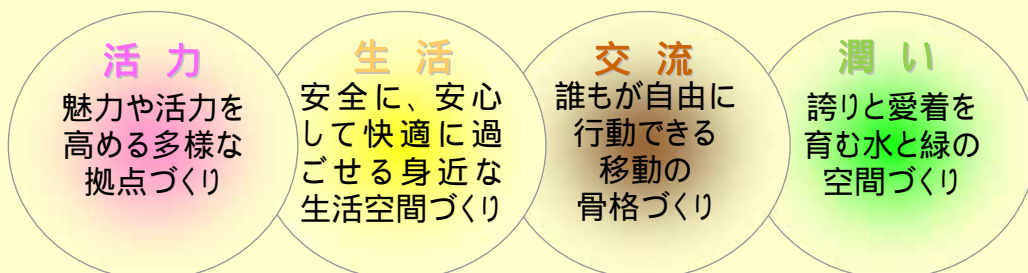 活力
魅力や活力を
高める多様な
拠点づくり
生活
安全に、安心
して快適に過
ごせる身近な
生活空間づくり
交流
誰もが自由に
行動できる
移動の
骨格づくり
潤い
誇りと愛着を
育む水と緑の
空間づくり